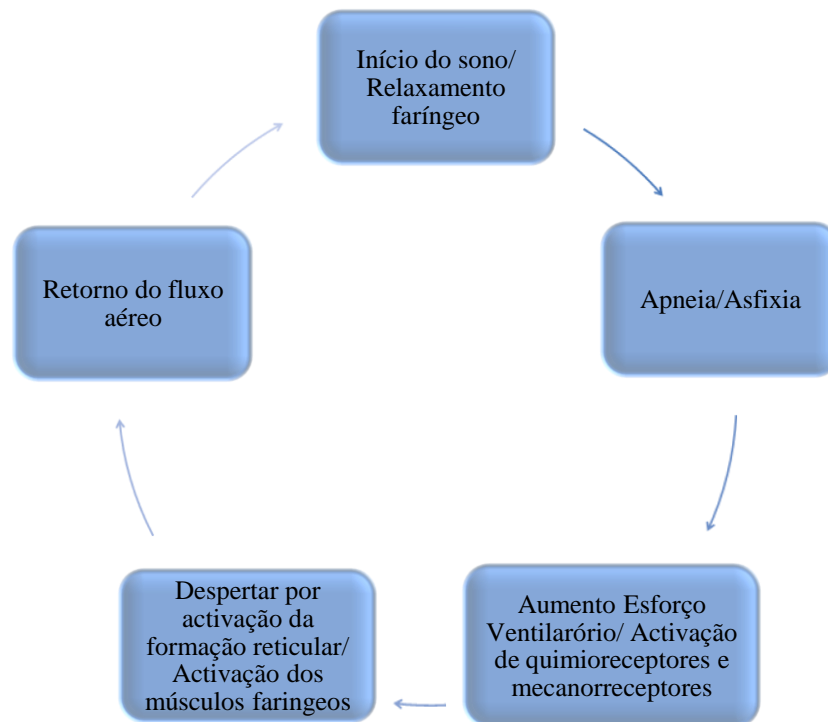 Início do sono/
Relaxamento
faríngeo
Apneia/Asfixia
Aumento Esforço
Ventilarório/ Activação
de quimioreceptores e
mecanorreceptores
Despertar por
activação da
formação reticular/
Activação dos
músculos faringeos
Retorno do fluxo
aéreo